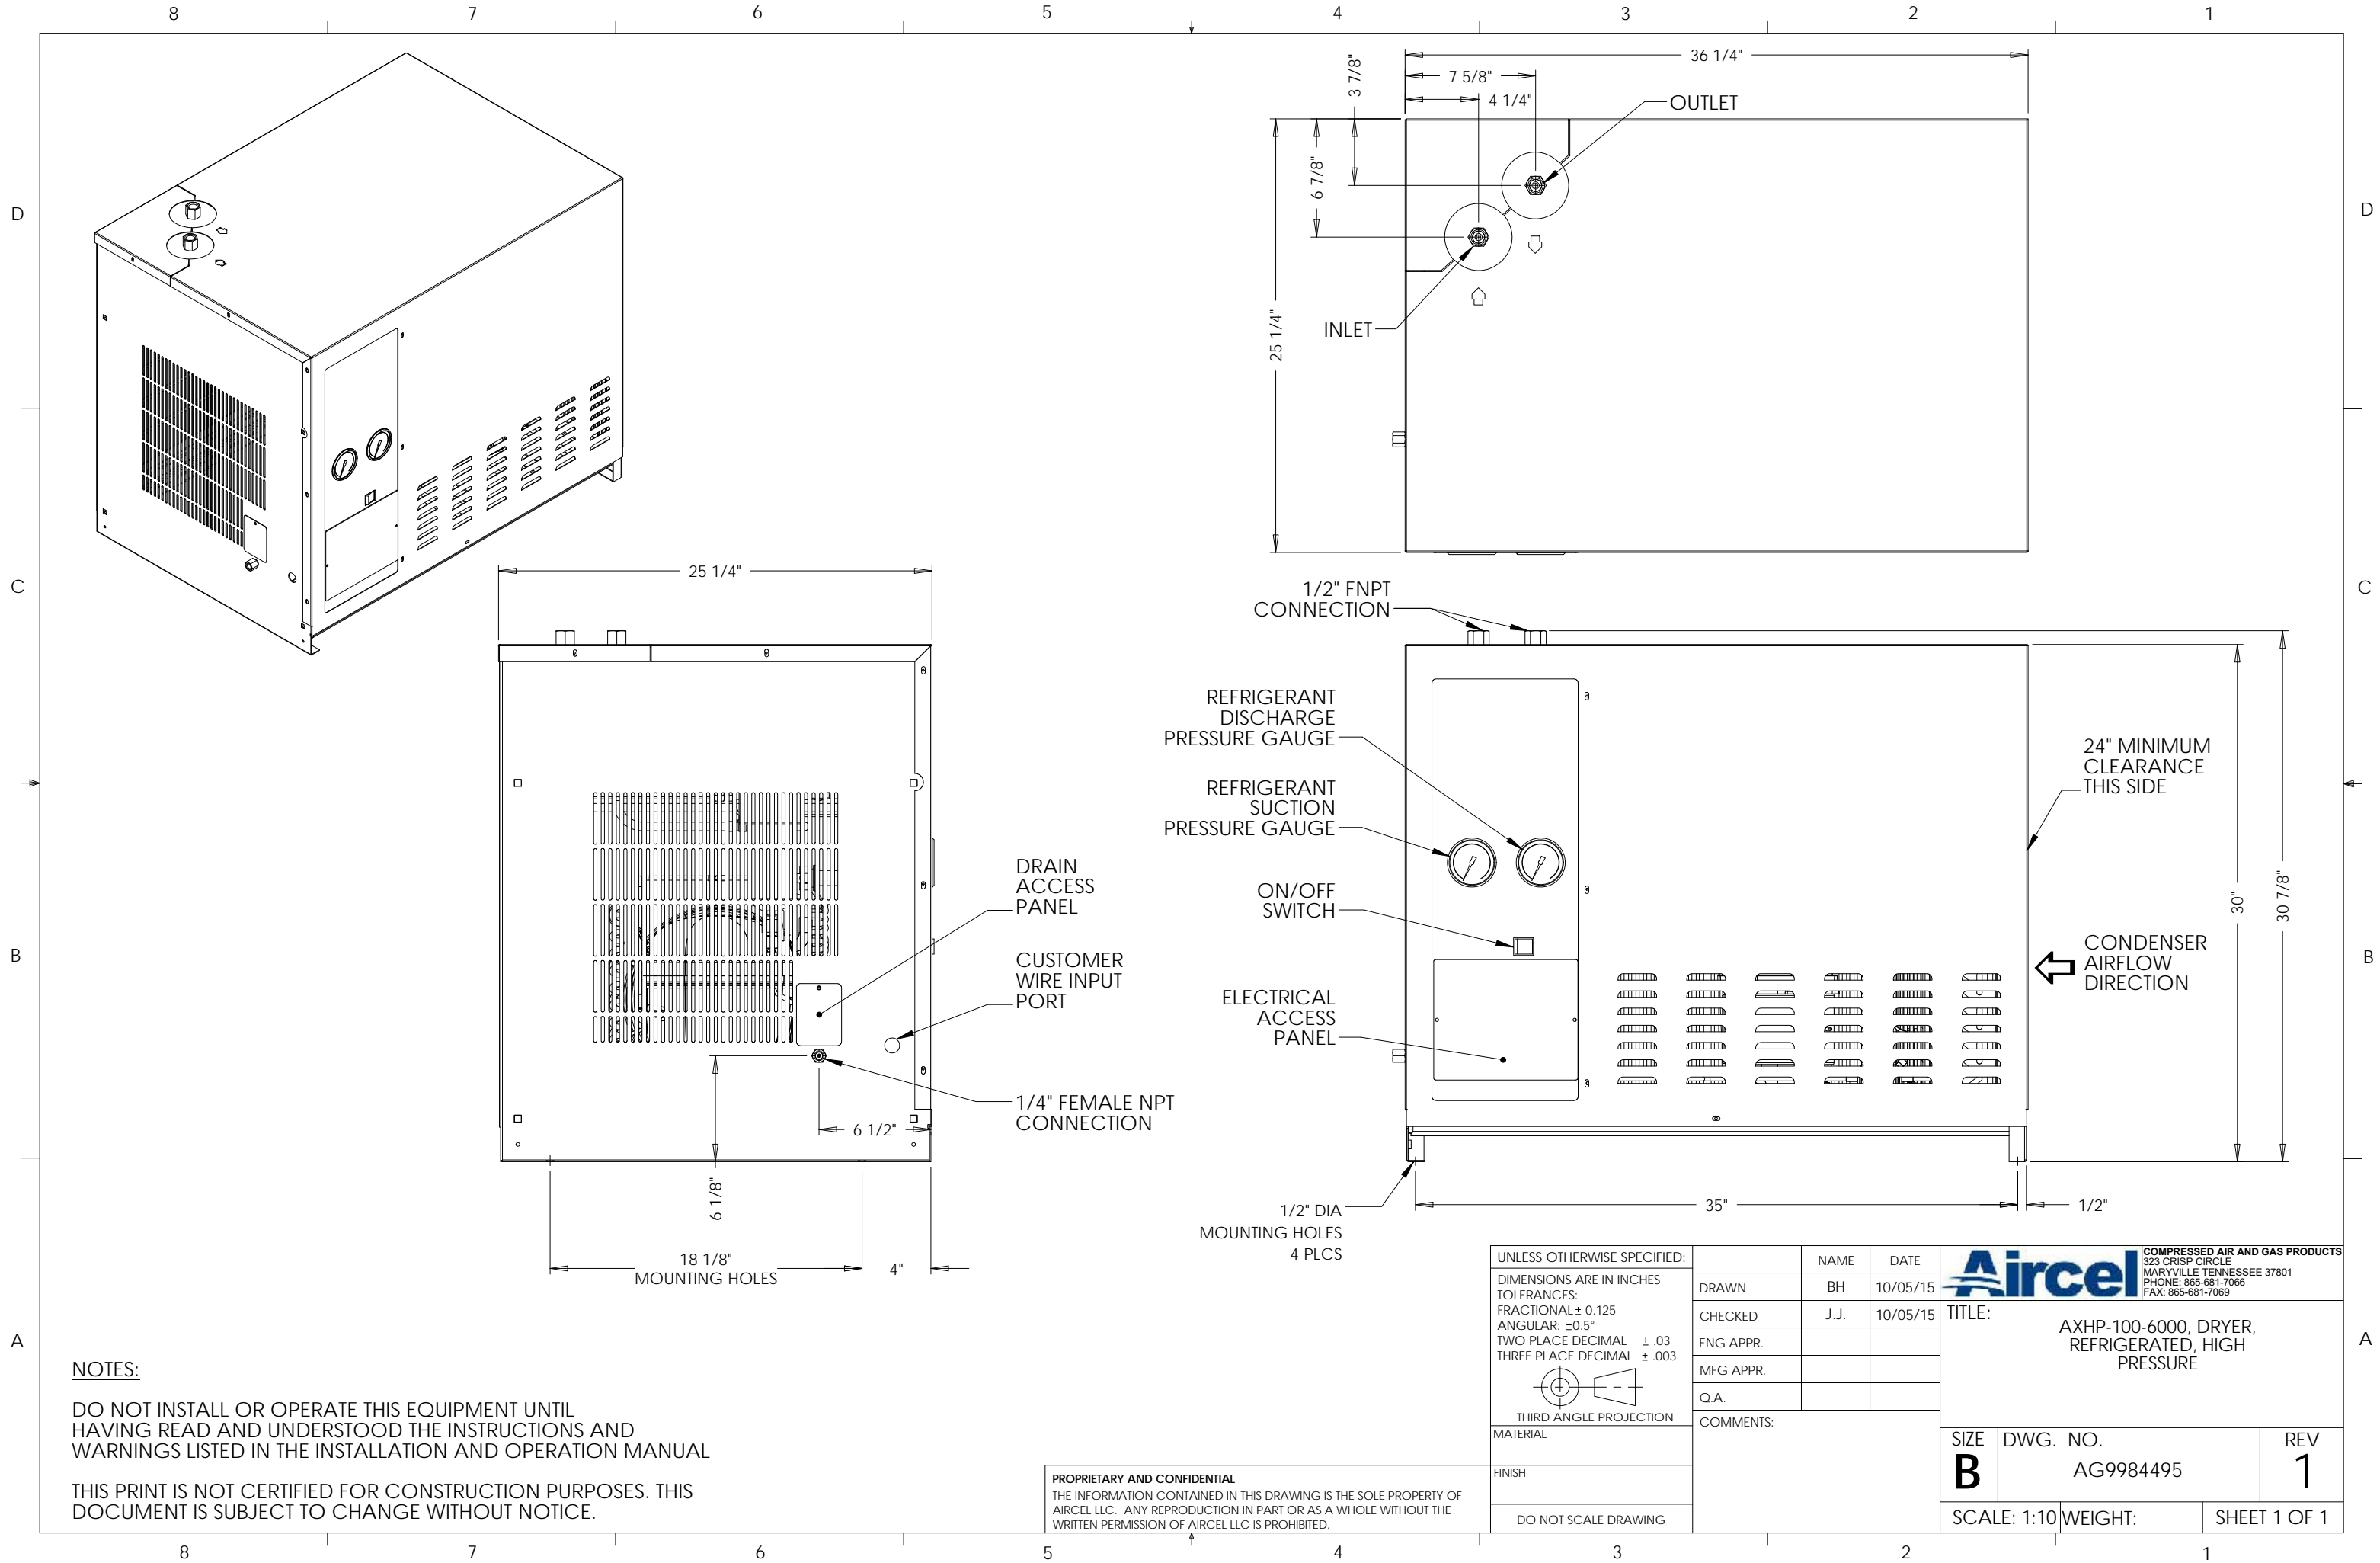 8 7 6 5 4 3 2 1
D
D
C
C
B
B
A
A
36 1/4"
7 5/8"
4 1/4"
3 7/8"
6 7/8"
25 1/4"
OUTLET
INLET
25 1/4"
DRAIN
ACCESS
PANEL
CUSTOMER
WIRE INPUT
PORT
1/4" FEMALE NPT
CONNECTION
6 1/2"
6 1/8"
18 1/8"
MOUNTING HOLES
4"
1/2" FNPT
CONNECTION
REFRIGERANT
DISCHARGE
PRESSURE GAUGE
REFRIGERANT
SUCTION
PRESSURE GAUGE
ON/OFF
SWITCH
ELECTRICAL
ACCESS
PANEL
24" MINIMUM
CLEARANCE
THIS SIDE
30"
30 7/8"
CONDENSER
AIRFLOW
DIRECTION
1/2" DIA
MOUNTING HOLES
4 PLCS
35"
1/2"
NOTES:
DO NOT INSTALL OR OPERATE THIS EQUIPMENT UNTIL
HAVING READ AND UNDERSTOOD THE INSTRUCTIONS AND
WARNINGS LISTED IN THE INSTALLATION AND OPERATION MANUAL
THIS PRINT IS NOT CERTIFIED FOR CONSTRUCTION PURPOSES. THIS
DOCUMENT IS SUBJECT TO CHANGE WITHOUT NOTICE.
PROPRIETARY AND CONFIDENTIAL
THE INFORMATION CONTAINED IN THIS DRAWING IS THE SOLE PROPERTY OF
AIRCEL LLC. ANY REPRODUCTION IN PART OR AS A WHOLE WITHOUT THE
WRITTEN PERMISSION OF AIRCEL LLC IS PROHIBITED.
UNLESS OTHERWISE SPECIFIED:
DIMENSIONS ARE IN INCHES
TOLERANCES:
FRACTIONAL ± 0.125
ANGULAR: ±0.5°
TWO PLACE DECIMAL ± .03
THREE PLACE DECIMAL ± .003
THIRD ANGLE PROJECTION
MATERIAL
FINISH
DO NOT SCALE DRAWING
NAME DATE
DRAWN BH 10/05/15
CHECKED J.J. 10/05/15
ENG APPR.
MFG APPR.
Q.A.
COMMENTS:
Aircel
COMPRESSED AIR AND GAS PRODUCTS
323 CRISP CIRCLE
MARYVILLE TENNESSEE 37801
PHONE: 865-681-7066
FAX: 865-681-7069
TITLE:
AXHP-100-6000, DRYER,
REFRIGERATED, HIGH
PRESSURE
SIZE DWG. NO. REV
B AG9984495 1
SCALE: 1:10 WEIGHT: SHEET 1 OF 1
8 7 6 5 4 3 2 1